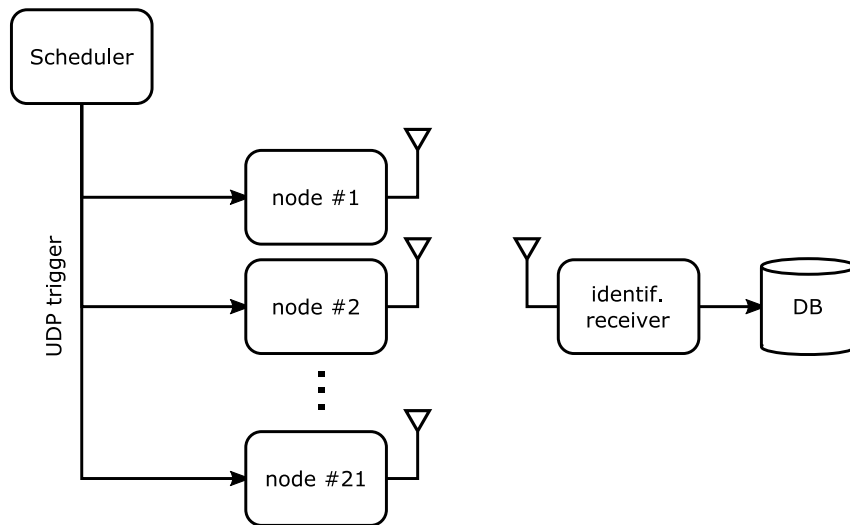 Scheduler
UDP trigger
node #1
node #2
node #21
identif.
receiver
DB